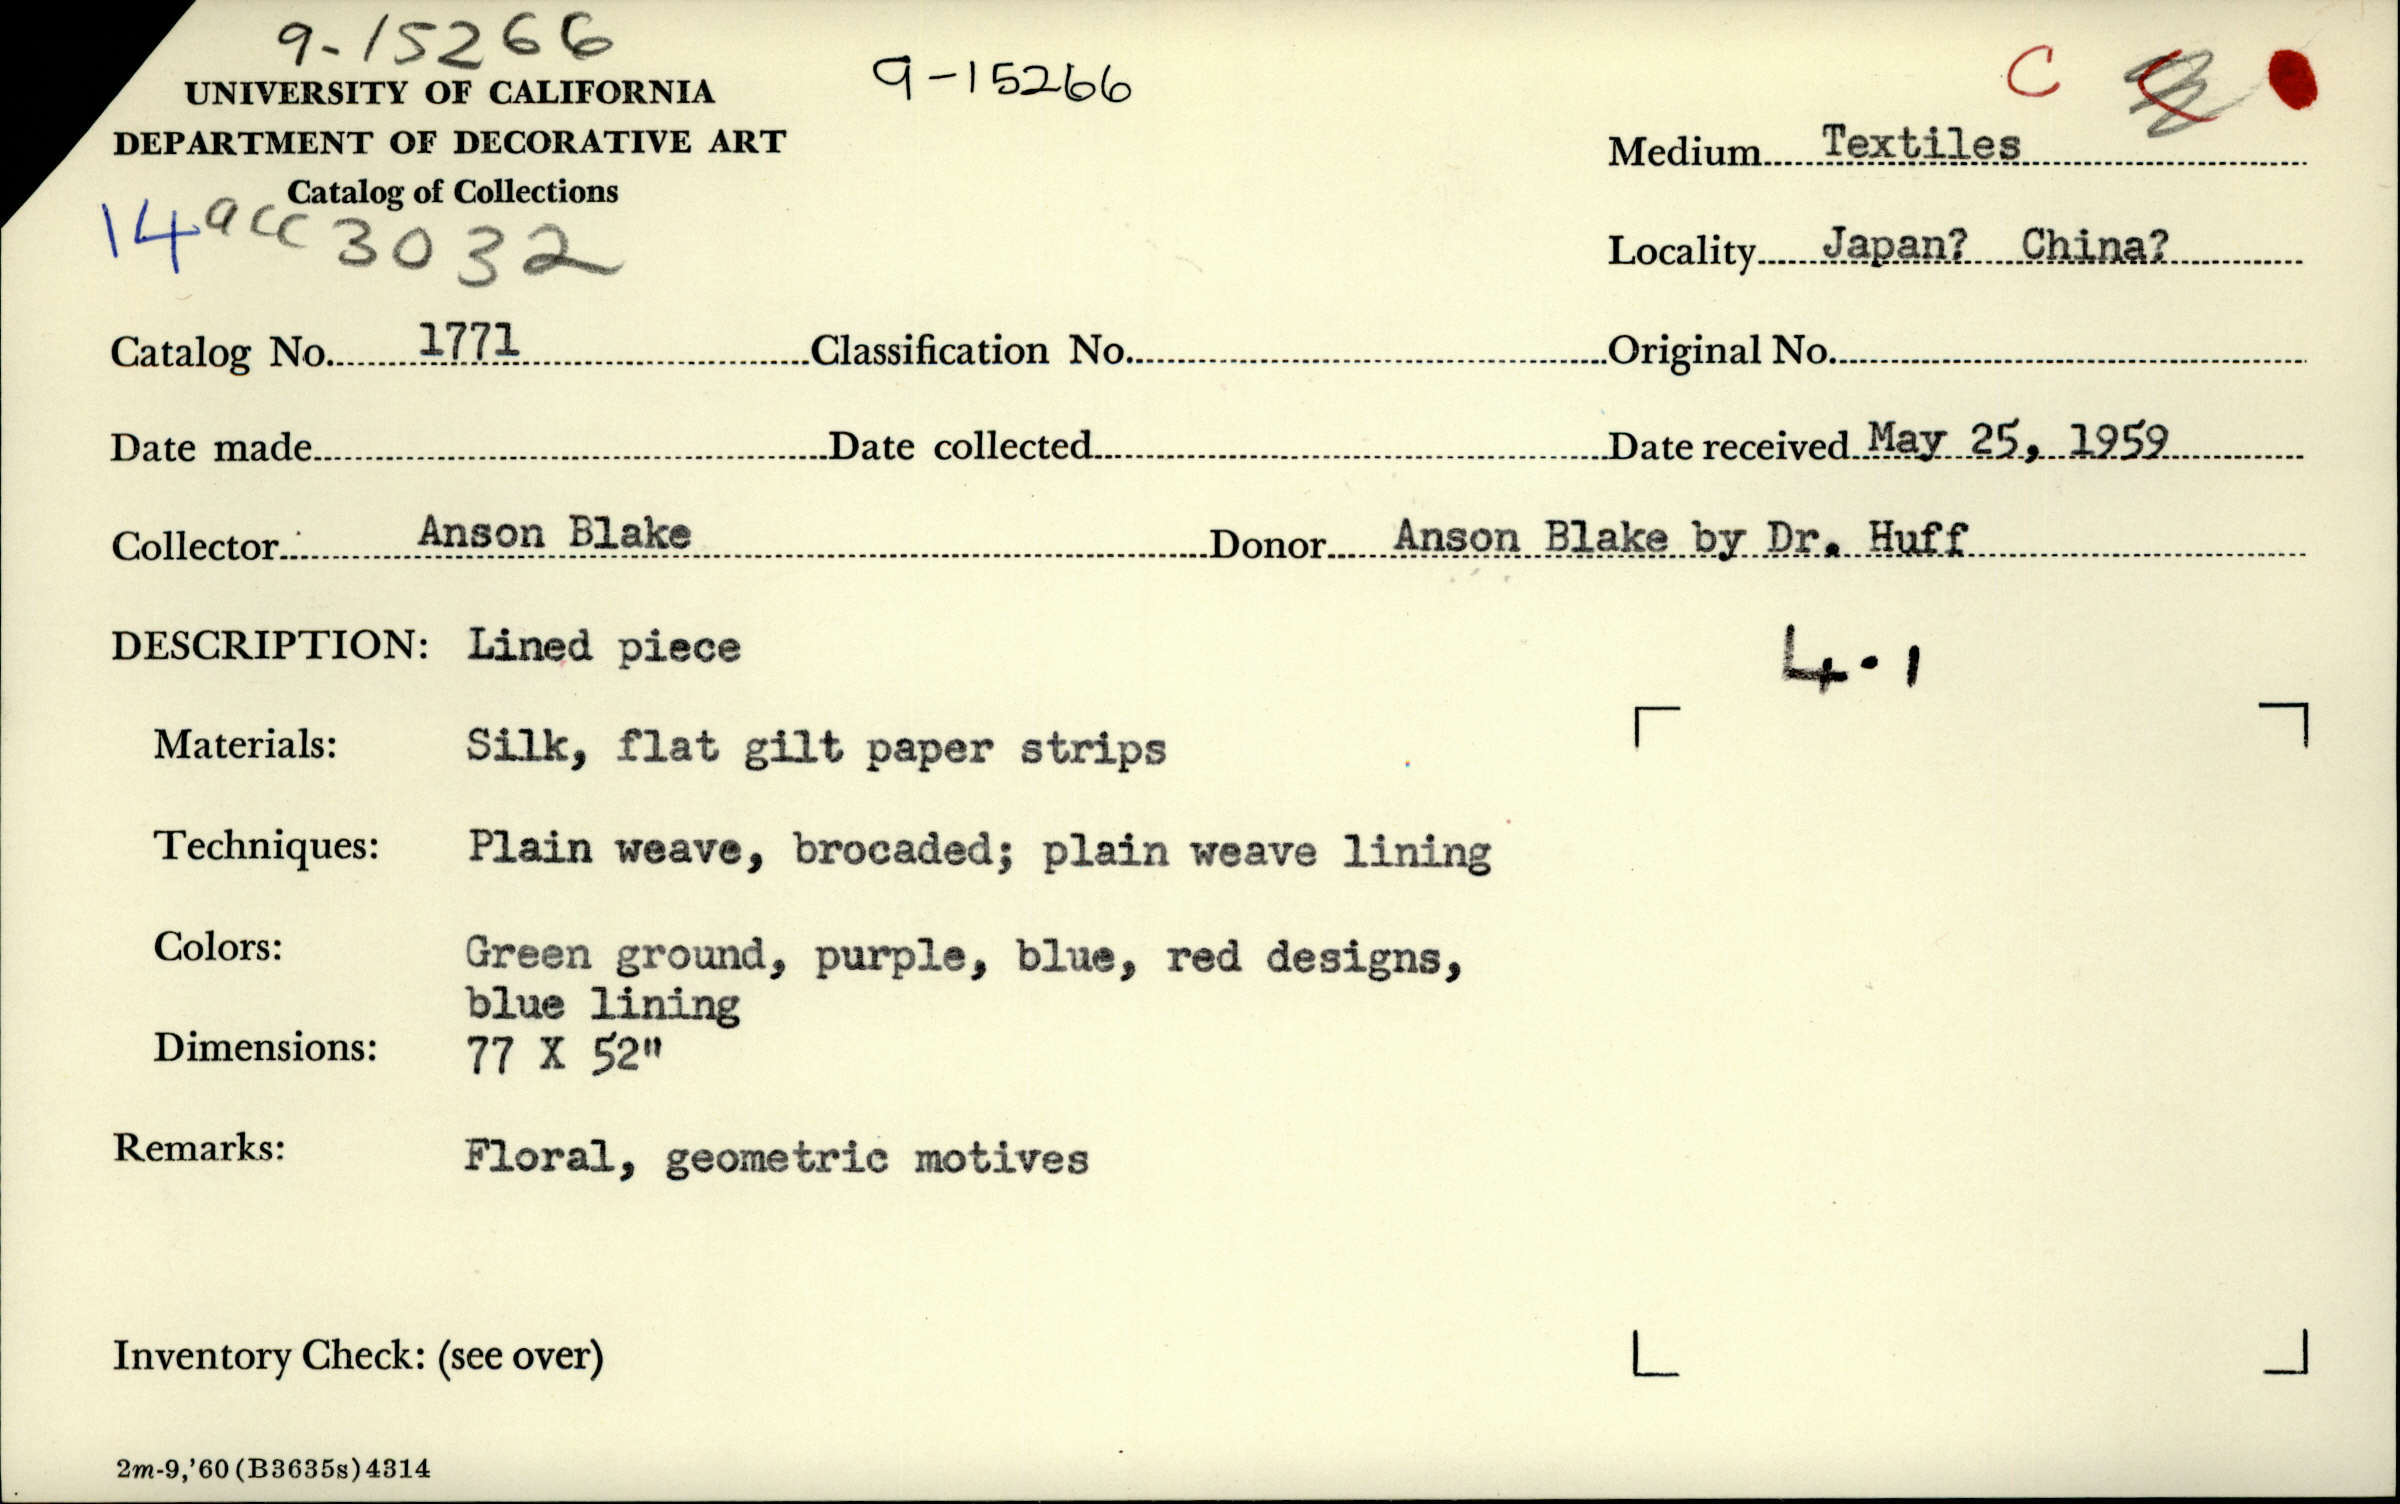 9-15266
UNIVERSITY OF CALIFORNIA
DEPARTMENT OF DECORATIVE ART
Catalog of Collections
14 acc 3032
9-15266
C
Medium Textiles
Locality Japan? China?
Catalog No. 1771 Classification No. Original No.
Date made Date collected Date received May 25, 1959
Collector Anson Blake Donor Anson Blake by Dr. Huff
DESCRIPTION: Lined piece
4.1
Materials: Silk, flat gilt paper strips
Techniques: Plain weave, brocaded; plain weave lining
Colors: Green ground, purple, blue, red designs,
blue lining
Dimensions: 77 X 52"
Remarks: Floral, geometric motives
Inventory Check: (see over)
2m-9,'60(B3635s)4314